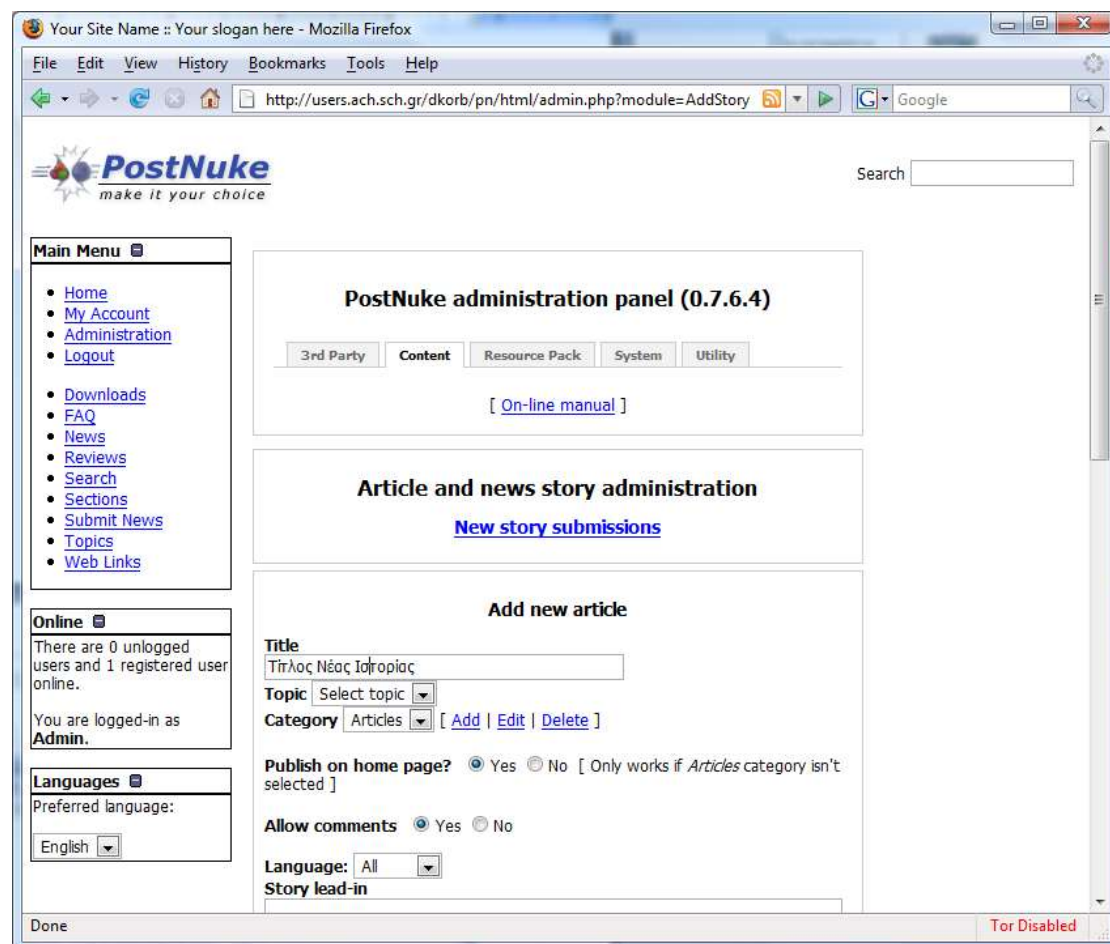 Your Site Name :: Your slogan here - Mozilla Firefox
File Edit View History Bookmarks Tools Help
http://users.ach.sch.gr/dkorb/pn/html/admin.php?module=AddStory
G Google
PostNuke
make it your choice
Search
Main Menu
Home
My Account
Administration
Logout
Downloads
FAQ
News
Reviews
Search
Sections
Submit News
Topics
Web Links
Online
There are 0 unlogged
users and 1 registered user
online.
You are logged-in as
Admin.
Languages
Preferred language:
English
PostNuke administration panel (0.7.6.4)
3rd Party Content Resource Pack System Utility
[ On-line manual ]
Article and news story administration
New story submissions
Add new article
Title
Τίτλος Νέας Ιστορίας
Topic Select topic
Category Articles [ Add | Edit | Delete ]
Publish on home page? Yes No [ Only works if Articles category isn't
selected ]
Allow comments Yes No
Language: All
Story lead-in
Done
Tor Disabled